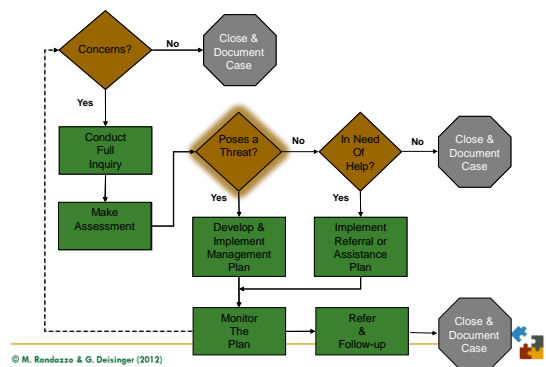 Concerns?
No
Close &
Document
Case
Yes
Conduct
Full
Inquiry
Make
Assessment
Poses a
Threat?
No
In Need
Of
Help?
No
Close &
Document
Case
Yes
Yes
Develop &
Implement
Management
Plan
Implement
Referral or
Assistance
Plan
Monitor
The
Plan
Refer
&
Follow-up
Close &
Document
Case
© M. Randazzo & G. Deisinger (2012)